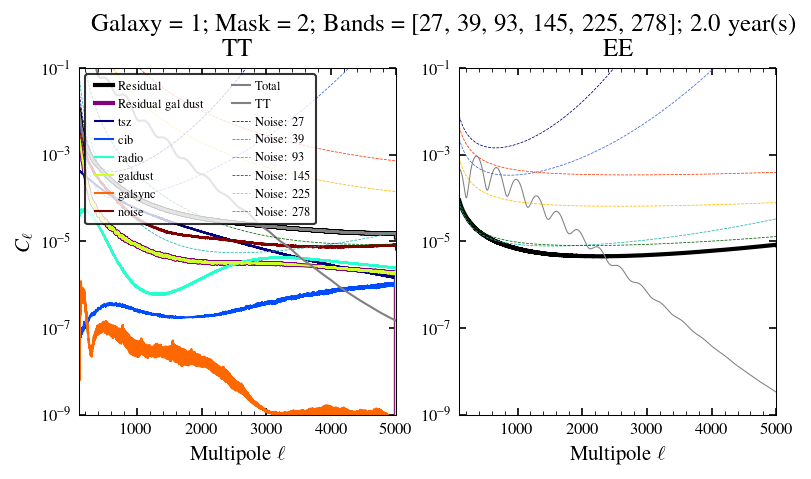 Galaxy = 1; Mask = 2; Bands = [27, 39, 93, 145, 225, 278]; 2.0 year(s)
TT
EE
10^{-1}
10^{-3}
10^{-5}
10^{-7}
10^{-9}
C_ℓ
Residual
Residual gal dust
tsz
cib
radio
galdust
galsync
noise
Total
TT
Noise: 27
Noise: 39
Noise: 93
Noise: 145
Noise: 225
Noise: 278
1000 2000 3000 4000 5000
Multipole ℓ
10^{-1}
10^{-3}
10^{-5}
10^{-7}
10^{-9}
1000 2000 3000 4000 5000
Multipole ℓ